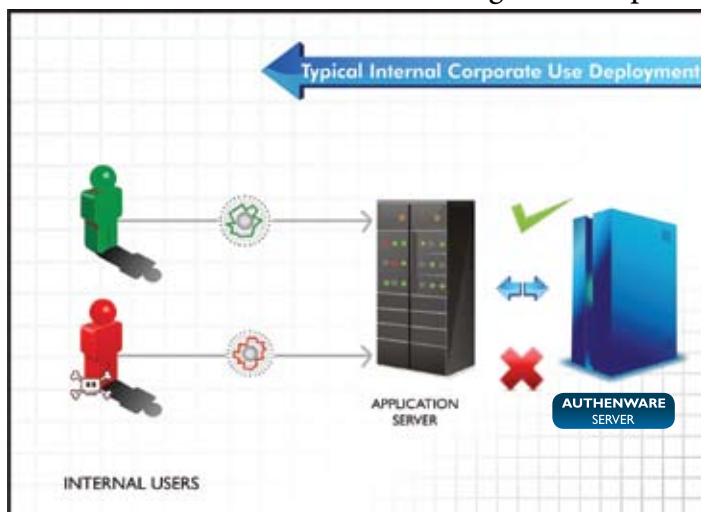 Typical Internal Corporate Use Deployment
APPLICATION
SERVER
AUTHENWARE
SERVER
INTERNAL USERS